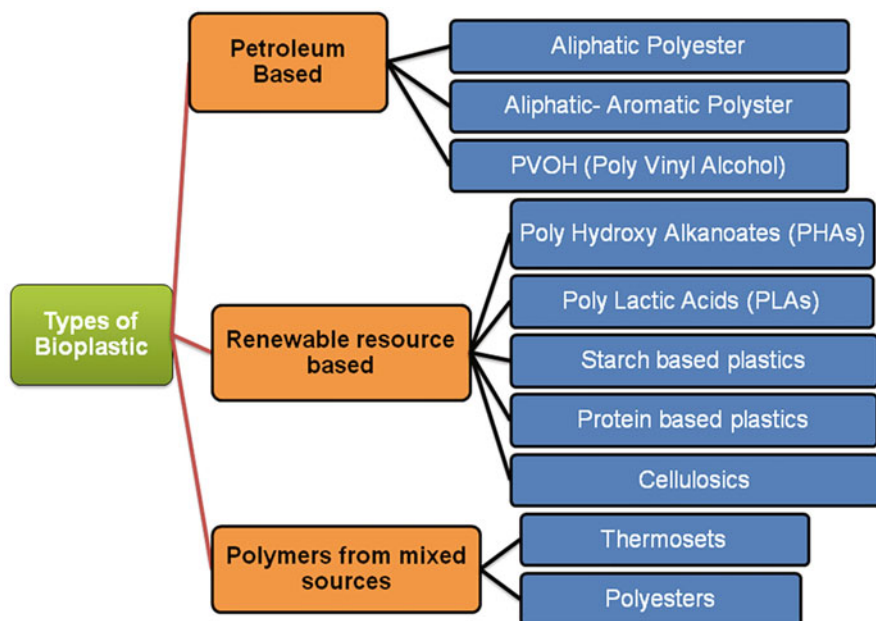 Petroleum
Based
Aliphatic Polyester
Aliphatic- Aromatic Polyster
PVOH (Poly Vinyl Alcohol)
Types of
Bioplastic
Renewable resource
based
Poly Hydroxy Alkanoates (PHAs)
Poly Lactic Acids (PLAs)
Starch based plastics
Protein based plastics
Cellulosics
Polymers from mixed
sources
Thermosets
Polyesters